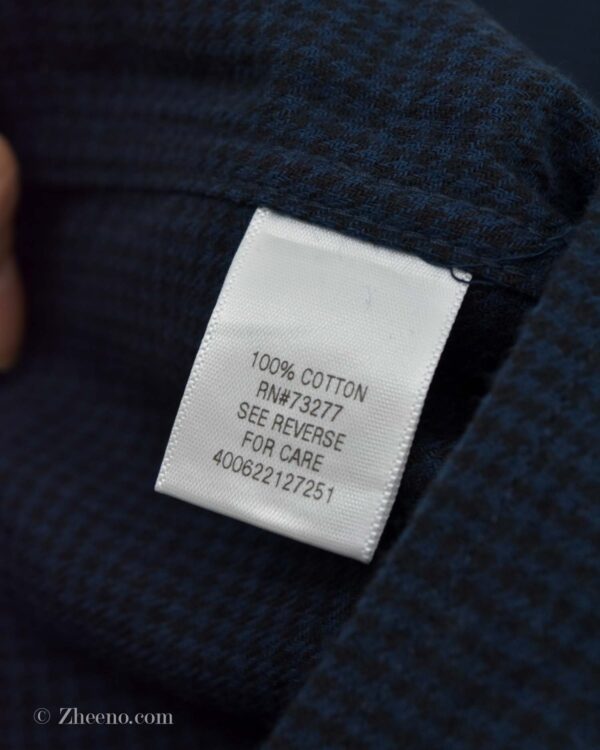 100% COTTON
RN#73277
SEE REVERSE
FOR CARE
400622127251
© Zheeno.com